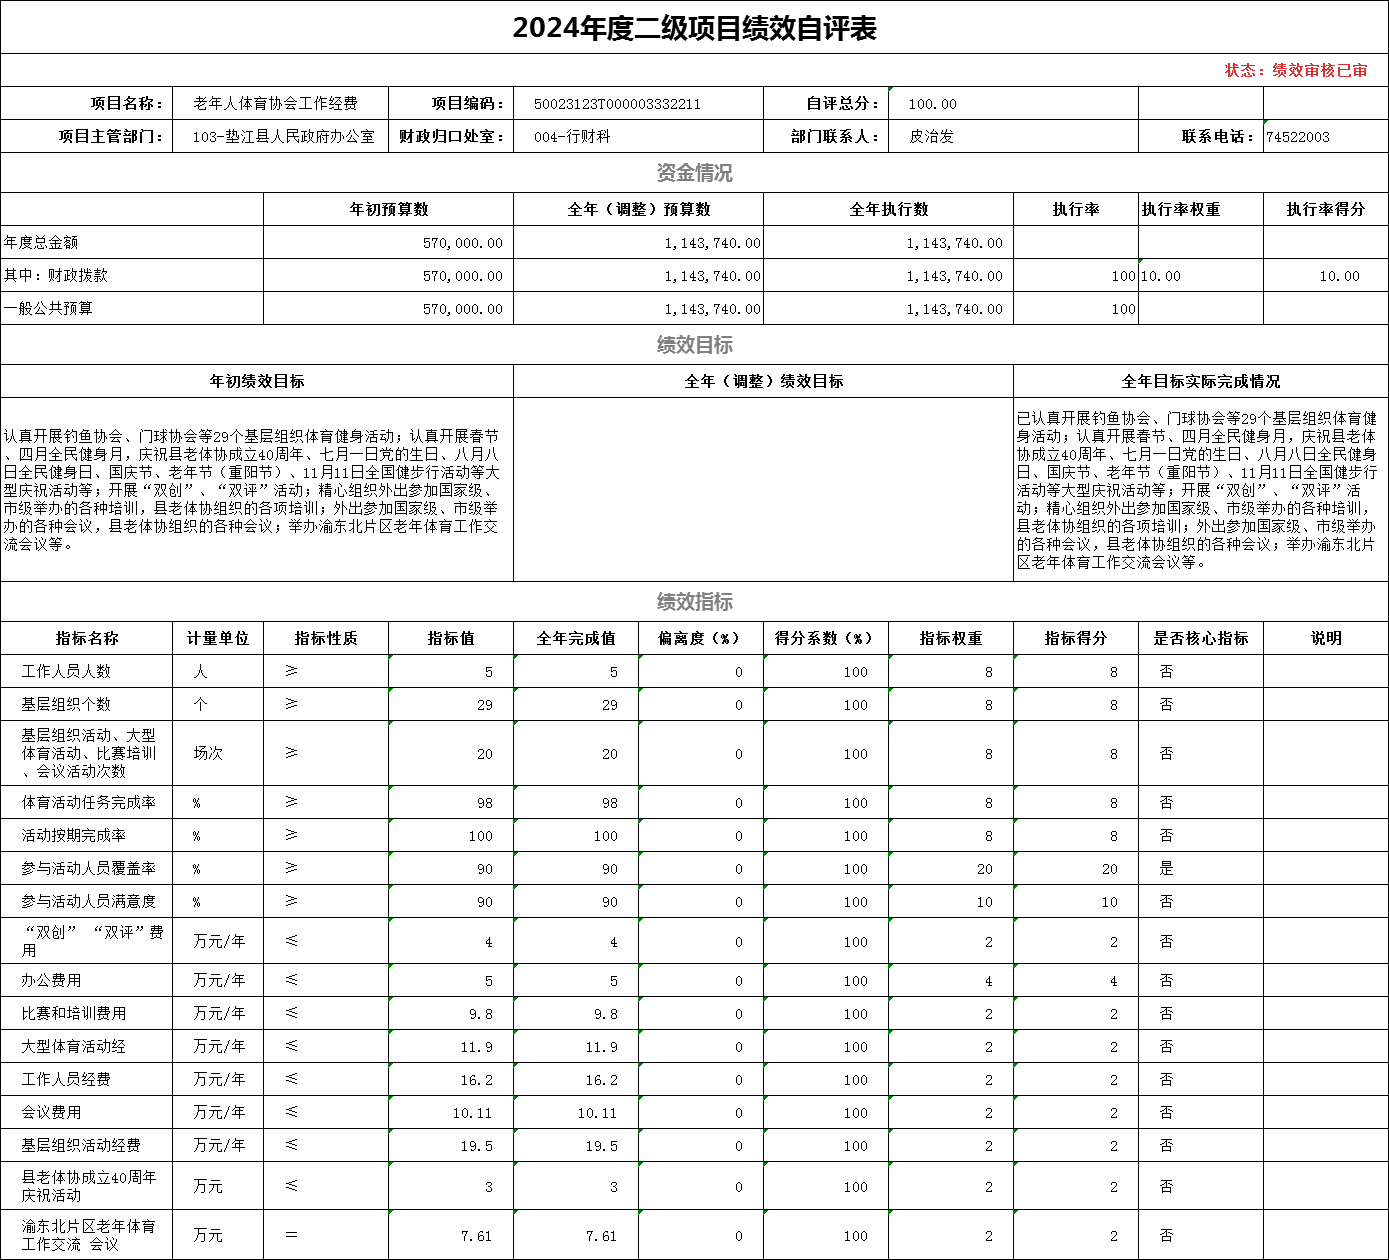 2024年度二级项目绩效自评表
状态：绩效审核已审
项目名称： 老年人体育协会工作经费 项目编码： 50023123T000003332211 自评总分： 100.00
项目主管部门： 103-垫江县人民政府办公室 财政归口处室： 004-行财科 部门联系人： 皮治发 联系电话： 74522003
资金情况
年初预算数 全年（调整）预算数 全年执行数 执行率 执行率权重 执行率得分
年度总金额 570,000.00 1,143,740.00 1,143,740.00
其中：财政拨款 570,000.00 1,143,740.00 1,143,740.00 100 10.00 10.00
一般公共预算 570,000.00 1,143,740.00 1,143,740.00 100
绩效目标
年初绩效目标 全年（调整）绩效目标 全年目标实际完成情况
认真开展钓鱼协会、门球协会等29个基层组织体育健身活动；认真开展春节
、四月全民健身月，庆祝县老体协成立40周年、七月一日党的生日、八月八
日全民健身日、国庆节、老年节（重阳节）、11月11日全国健步行活动等大
型庆祝活动等；开展“双创”、“双评”活动；精心组织外出参加国家级、
市级举办的各种培训，县老体协组织的各项培训；外出参加国家级、市级举
办的各种会议，县老体协组织的各种会议；举办渝东北片区老年体育工作交
流会议等。
已认真开展钓鱼协会、门球协会等29个基层组织体育健
身活动；认真开展春节、四月全民健身月，庆祝县老体
协成立40周年、七月一日党的生日、八月八日全民健身
日、国庆节、老年节（重阳节）、11月11日全国健步行
活动等大型庆祝活动等；开展“双创”、“双评”活
动；精心组织外出参加国家级、市级举办的各种培训，
县老体协组织的各项培训；外出参加国家级、市级举办
的各种会议，县老体协组织的各种会议；举办渝东北片
区老年体育工作交流会议等。
绩效指标
指标名称 计量单位 指标性质 指标值 全年完成值 偏离度（%） 得分系数（%） 指标权重 指标得分 是否核心指标 说明
工作人员人数 人 ≥ 5 5 0 100 8 8 否
基层组织个数 个 ≥ 29 29 0 100 8 8 否
基层组织活动、大型
体育活动、比赛培训
、会议活动次数 场次 ≥ 20 20 0 100 8 8 否
体育活动任务完成率 % ≥ 98 98 0 100 8 8 否
活动按期完成率 % ≥ 100 100 0 100 8 8 否
参与活动人员覆盖率 % ≥ 90 90 0 100 20 20 是
参与活动人员满意度 % ≥ 90 90 0 100 10 10 否
“双创” “双评”费
用 万元/年 ≤ 4 4 0 100 2 2 否
办公费用 万元/年 ≤ 5 5 0 100 4 4 否
比赛和培训费用 万元/年 ≤ 9.8 9.8 0 100 2 2 否
大型体育活动经 万元/年 ≤ 11.9 11.9 0 100 2 2 否
工作人员经费 万元/年 ≤ 16.2 16.2 0 100 2 2 否
会议费用 万元/年 ≤ 10.11 10.11 0 100 2 2 否
基层组织活动经费 万元/年 ≤ 19.5 19.5 0 100 2 2 否
县老体协成立40周年
庆祝活动 万元 ≤ 3 3 0 100 2 2 否
渝东北片区老年体育
工作交流 会议 万元 ＝ 7.61 7.61 0 100 2 2 否